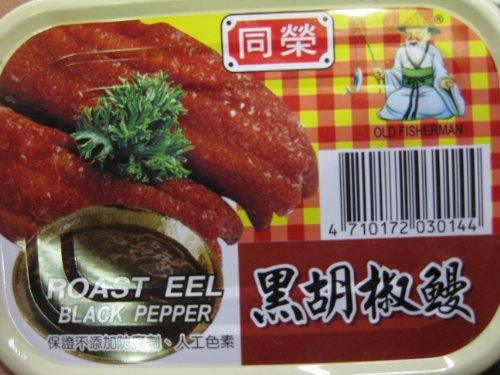 同榮
®
OLD FISHERMAN
4 710172 030144
ROAST EEL
BLACK PEPPER
黑胡椒鰻
保證不添加防腐劑、人工色素